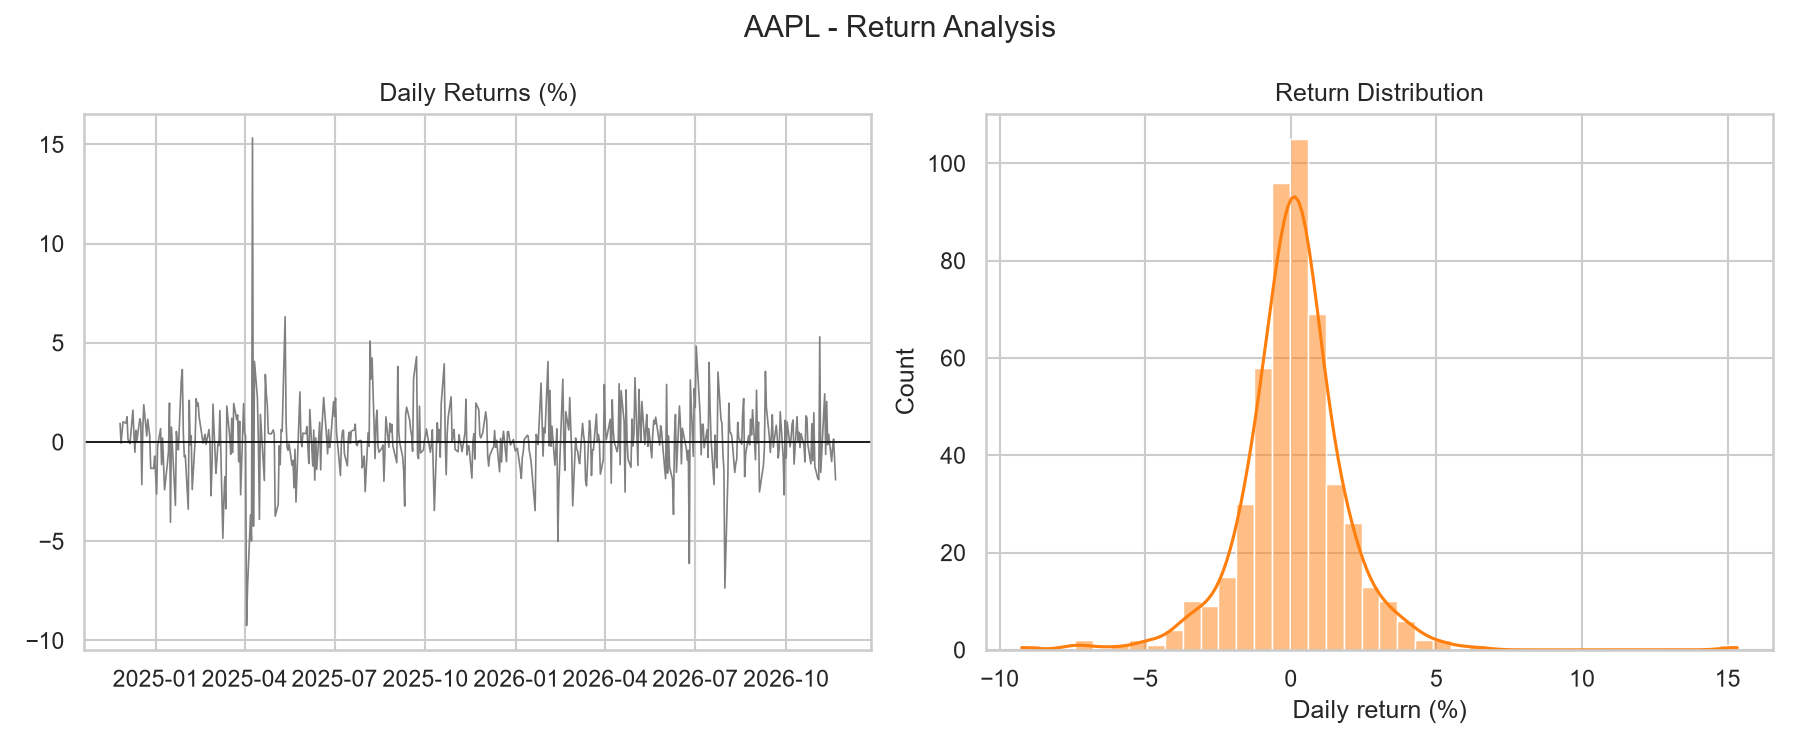 AAPL - Return Analysis
Daily Returns (%)
15
10
5
0
−5
−10
2025-01 2025-04 2025-07 2025-10 2026-01 2026-04 2026-07 2026-10
Return Distribution
Count
100
80
60
40
20
0
−10 −5 0 5 10 15
Daily return (%)